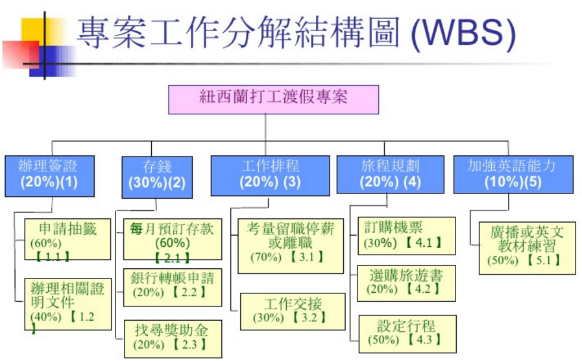 專案工作分解結構圖 (WBS)
紐西蘭打工渡假專案
辦理簽證
(20%)(1)
存錢
(30%)(2)
工作排程
(20%) (3)
旅程規劃
(20%) (4)
加強英語能力
(10%)(5)
申請抽籤
(60%)
【 1.1 】
辦理相關證
明文件
(40%) 【 1.2
】
每月預訂存款
(60%)
【 2.1 】
銀行轉帳申請
(20%) 【 2.2 】
找尋獎助金
(20%) 【 2.3 】
考量留職停薪
或離職
(70%) 【 3.1 】
工作交接
(30%) 【 3.2 】
訂購機票
(30%) 【 4.1 】
選購旅遊書
(20%) 【 4.2 】
設定行程
(50%) 【 4.3 】
廣播或英文
教材練習
(50%) 【 5.1 】